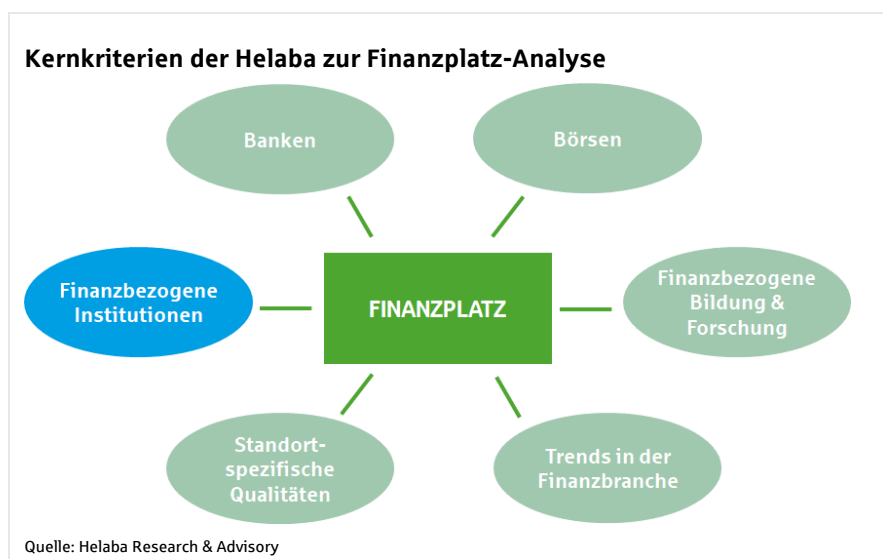 Kernkriterien der Helaba zur Finanzplatz-Analyse
Banken
Börsen
Finanzbezogene
Institutionen
FINANZPLATZ
Finanzbezogene
Bildung &
Forschung
Standort-
spezifische
Qualitäten
Trends in der
Finanzbranche
Quelle: Helaba Research & Advisory